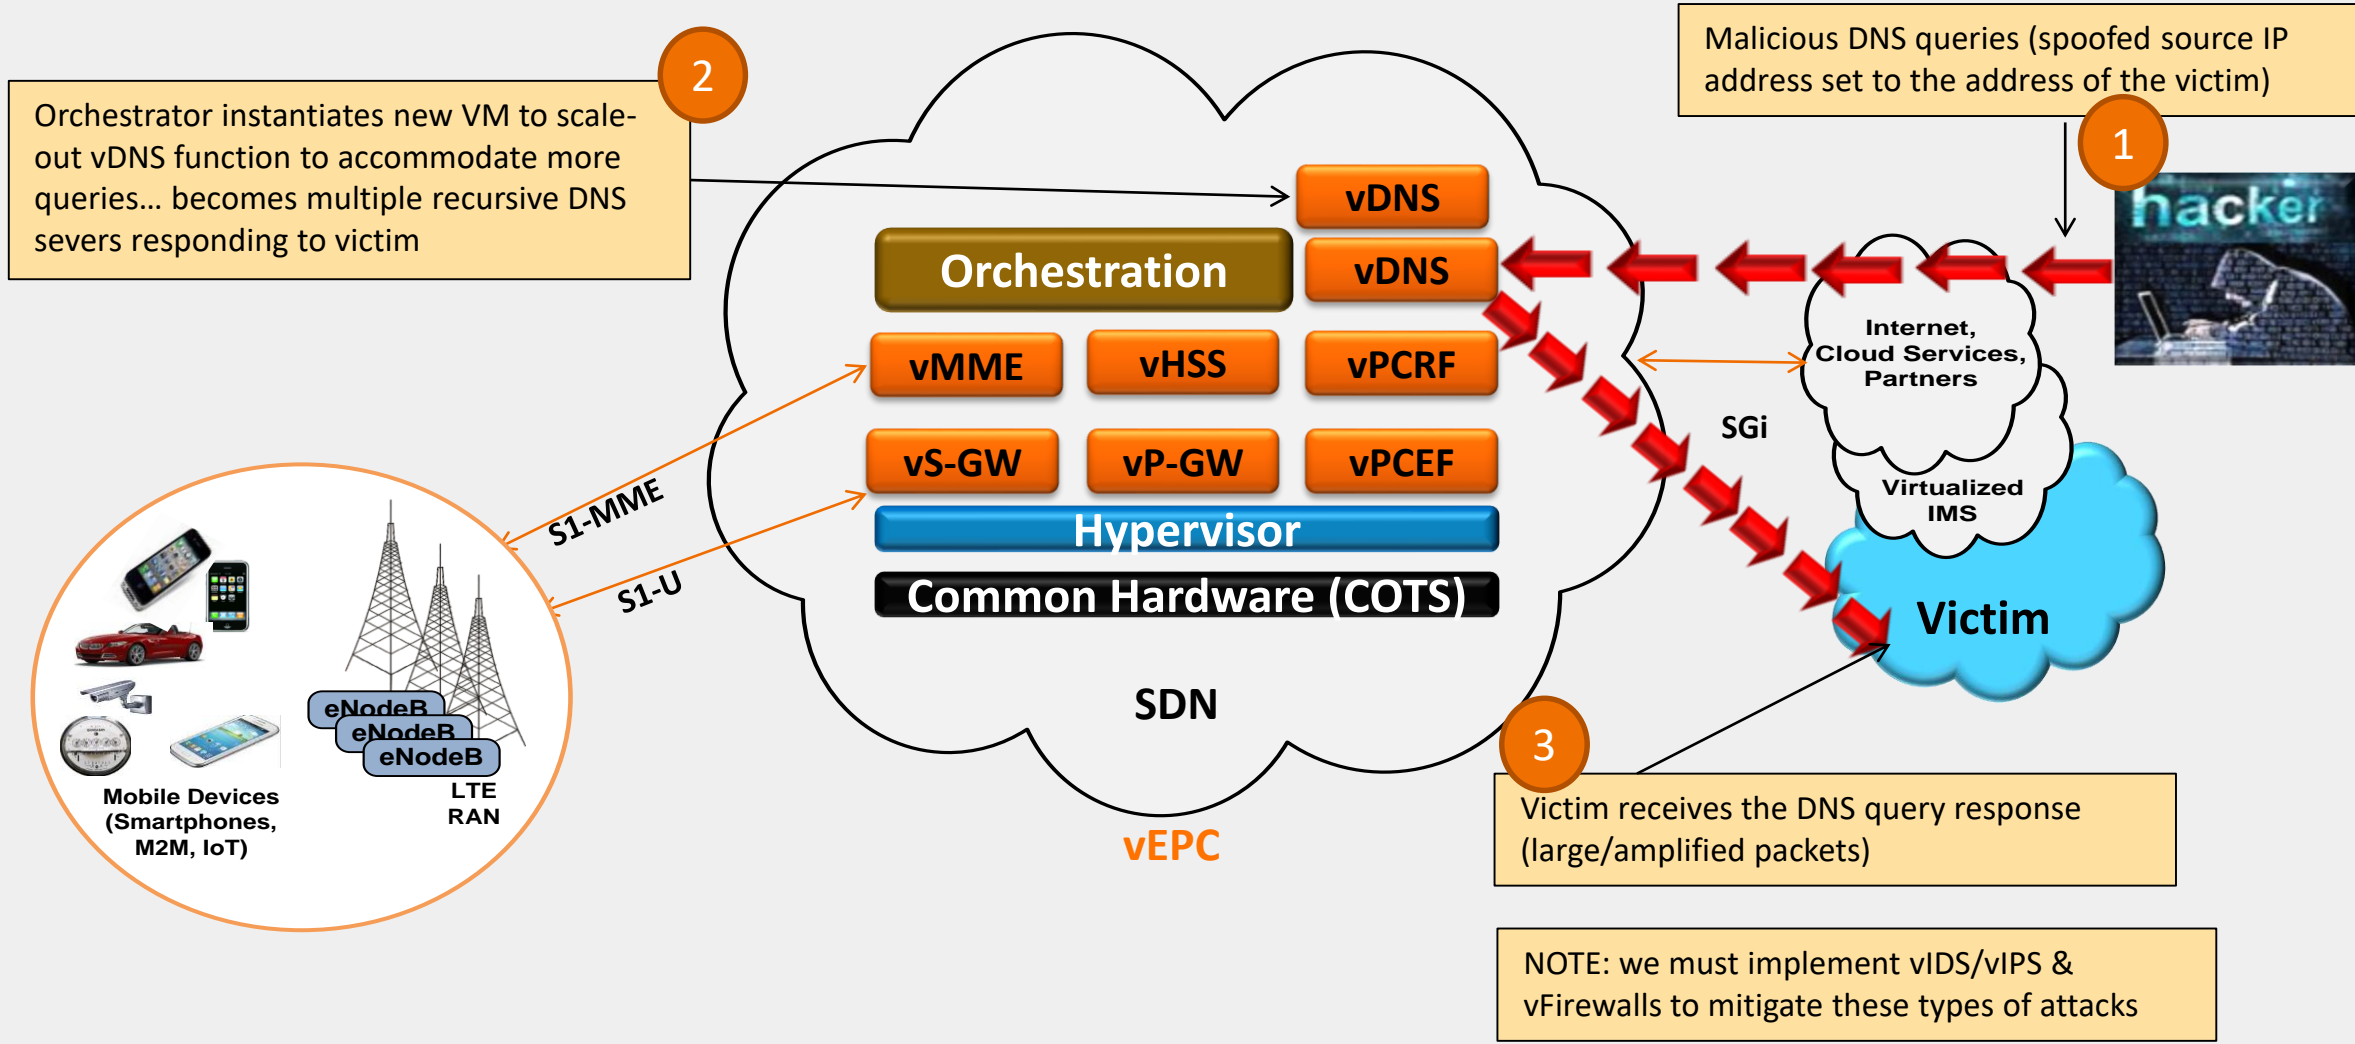 Malicious DNS queries (spoofed source IP
address set to the address of the victim)
1
2
Orchestrator instantiates new VM to scale-
out vDNS function to accommodate more
queries… becomes multiple recursive DNS
severs responding to victim
hacker
vDNS
Orchestration
vDNS
vMME
vHSS
vPCRF
vS-GW
vP-GW
vPCEF
Hypervisor
Common Hardware (COTS)
SDN
vEPC
S1-MME
S1-U
SGi
Internet,
Cloud Services,
Partners
Virtualized
IMS
Victim
eNodeB
eNodeB
eNodeB
LTE
RAN
Mobile Devices
(Smartphones,
M2M, IoT)
3
Victim receives the DNS query response
(large/amplified packets)
NOTE: we must implement vIDS/vIPS &
vFirewalls to mitigate these types of attacks